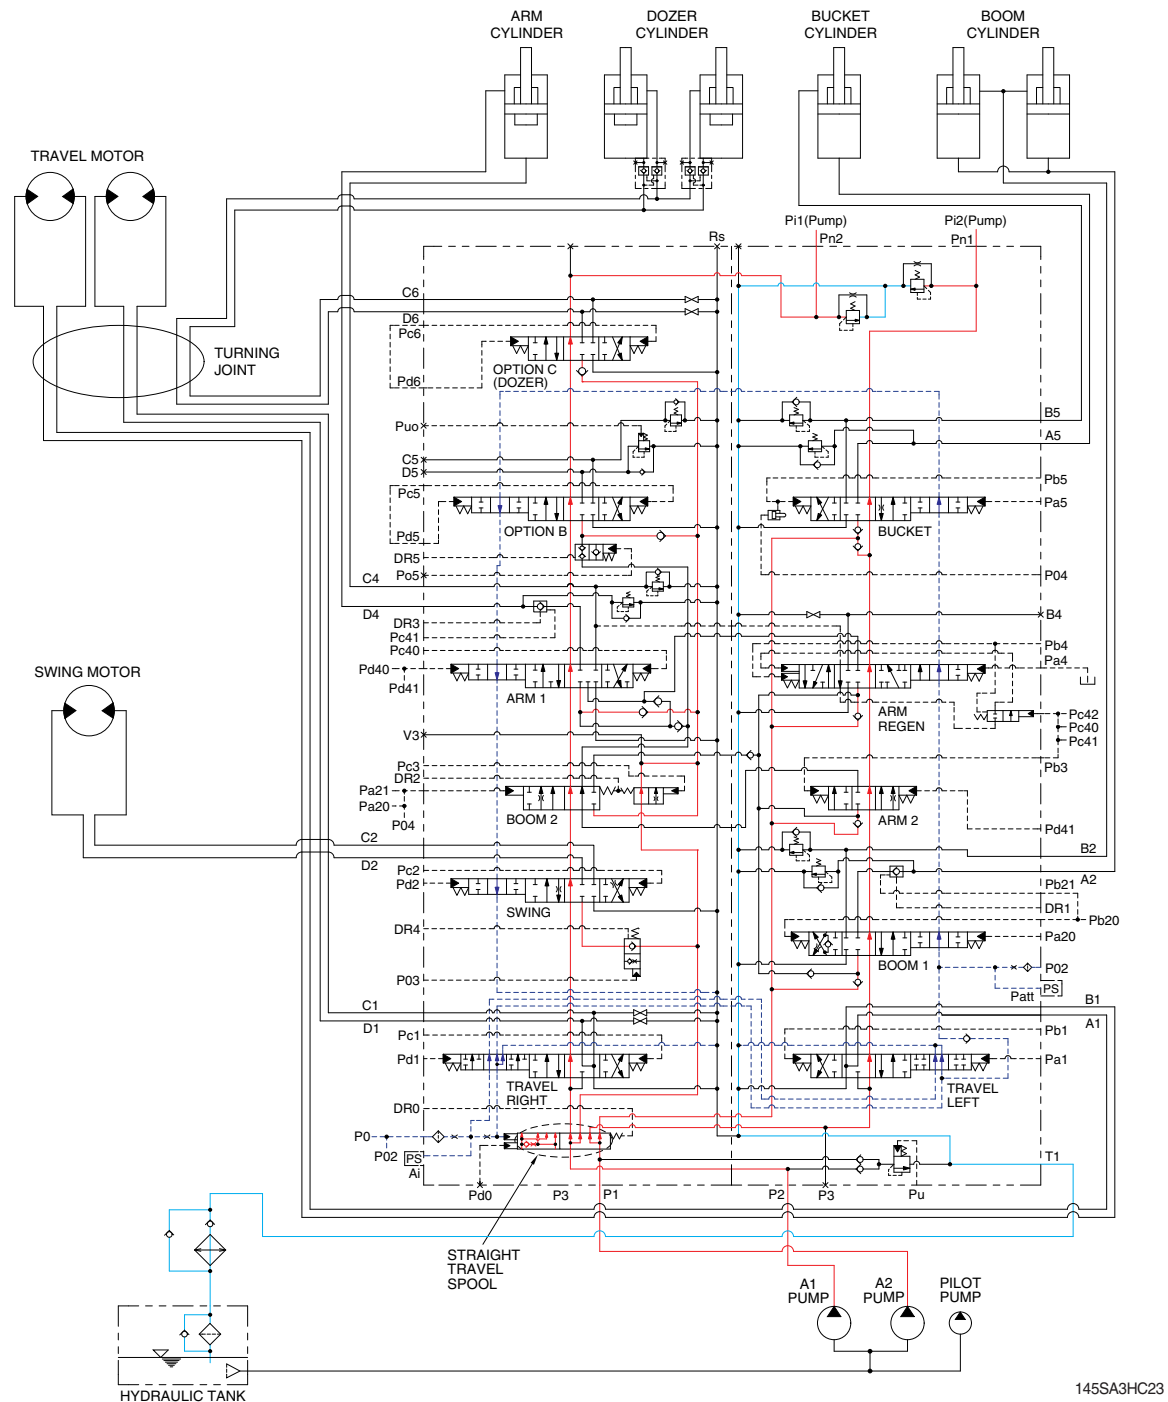 ARM
CYLINDER
DOZER
CYLINDER
BUCKET
CYLINDER
BOOM
CYLINDER
TRAVEL MOTOR
TURNING
JOINT
Pi1(Pump)
Pi2(Pump)
Rs
Pn2
Pn1
C6
D6
Pc6
Pd6
OPTION C
(DOZER)
Puo
C5
D5
Pc5
Pd5
OPTION B
DR5
Po5
C4
D4
DR3
Pc41
Pc40
Pd40
Pd41
ARM 1
B5
A5
Pb5
Pa5
BUCKET
P04
B4
Pb4
Pa4
ARM
REGEN
Pc42
Pc40
Pc41
SWING MOTOR
V3
Pc3
DR2
Pa21
Pa20
P04
BOOM 2
Pb3
ARM 2
Pd41
C2
D2
Pc2
Pd2
SWING
B2
A2
Pb21
DR1
Pb20
Pa20
BOOM 1
DR4
P03
P02
PS
Patt
C1
D1
Pc1
Pd1
TRAVEL
RIGHT
B1
A1
Pb1
Pa1
TRAVEL
LEFT
DR0
P0
P02
PS
Ai
Pd0
P3
P1
P2
P3
Pu
T1
STRAIGHT
TRAVEL
SPOOL
A1
PUMP
A2
PUMP
PILOT
PUMP
HYDRAULIC TANK
145SA3HC23